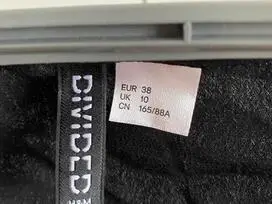 DIVIDED
H&M
EUR 38
UK 10
CN 165/88A